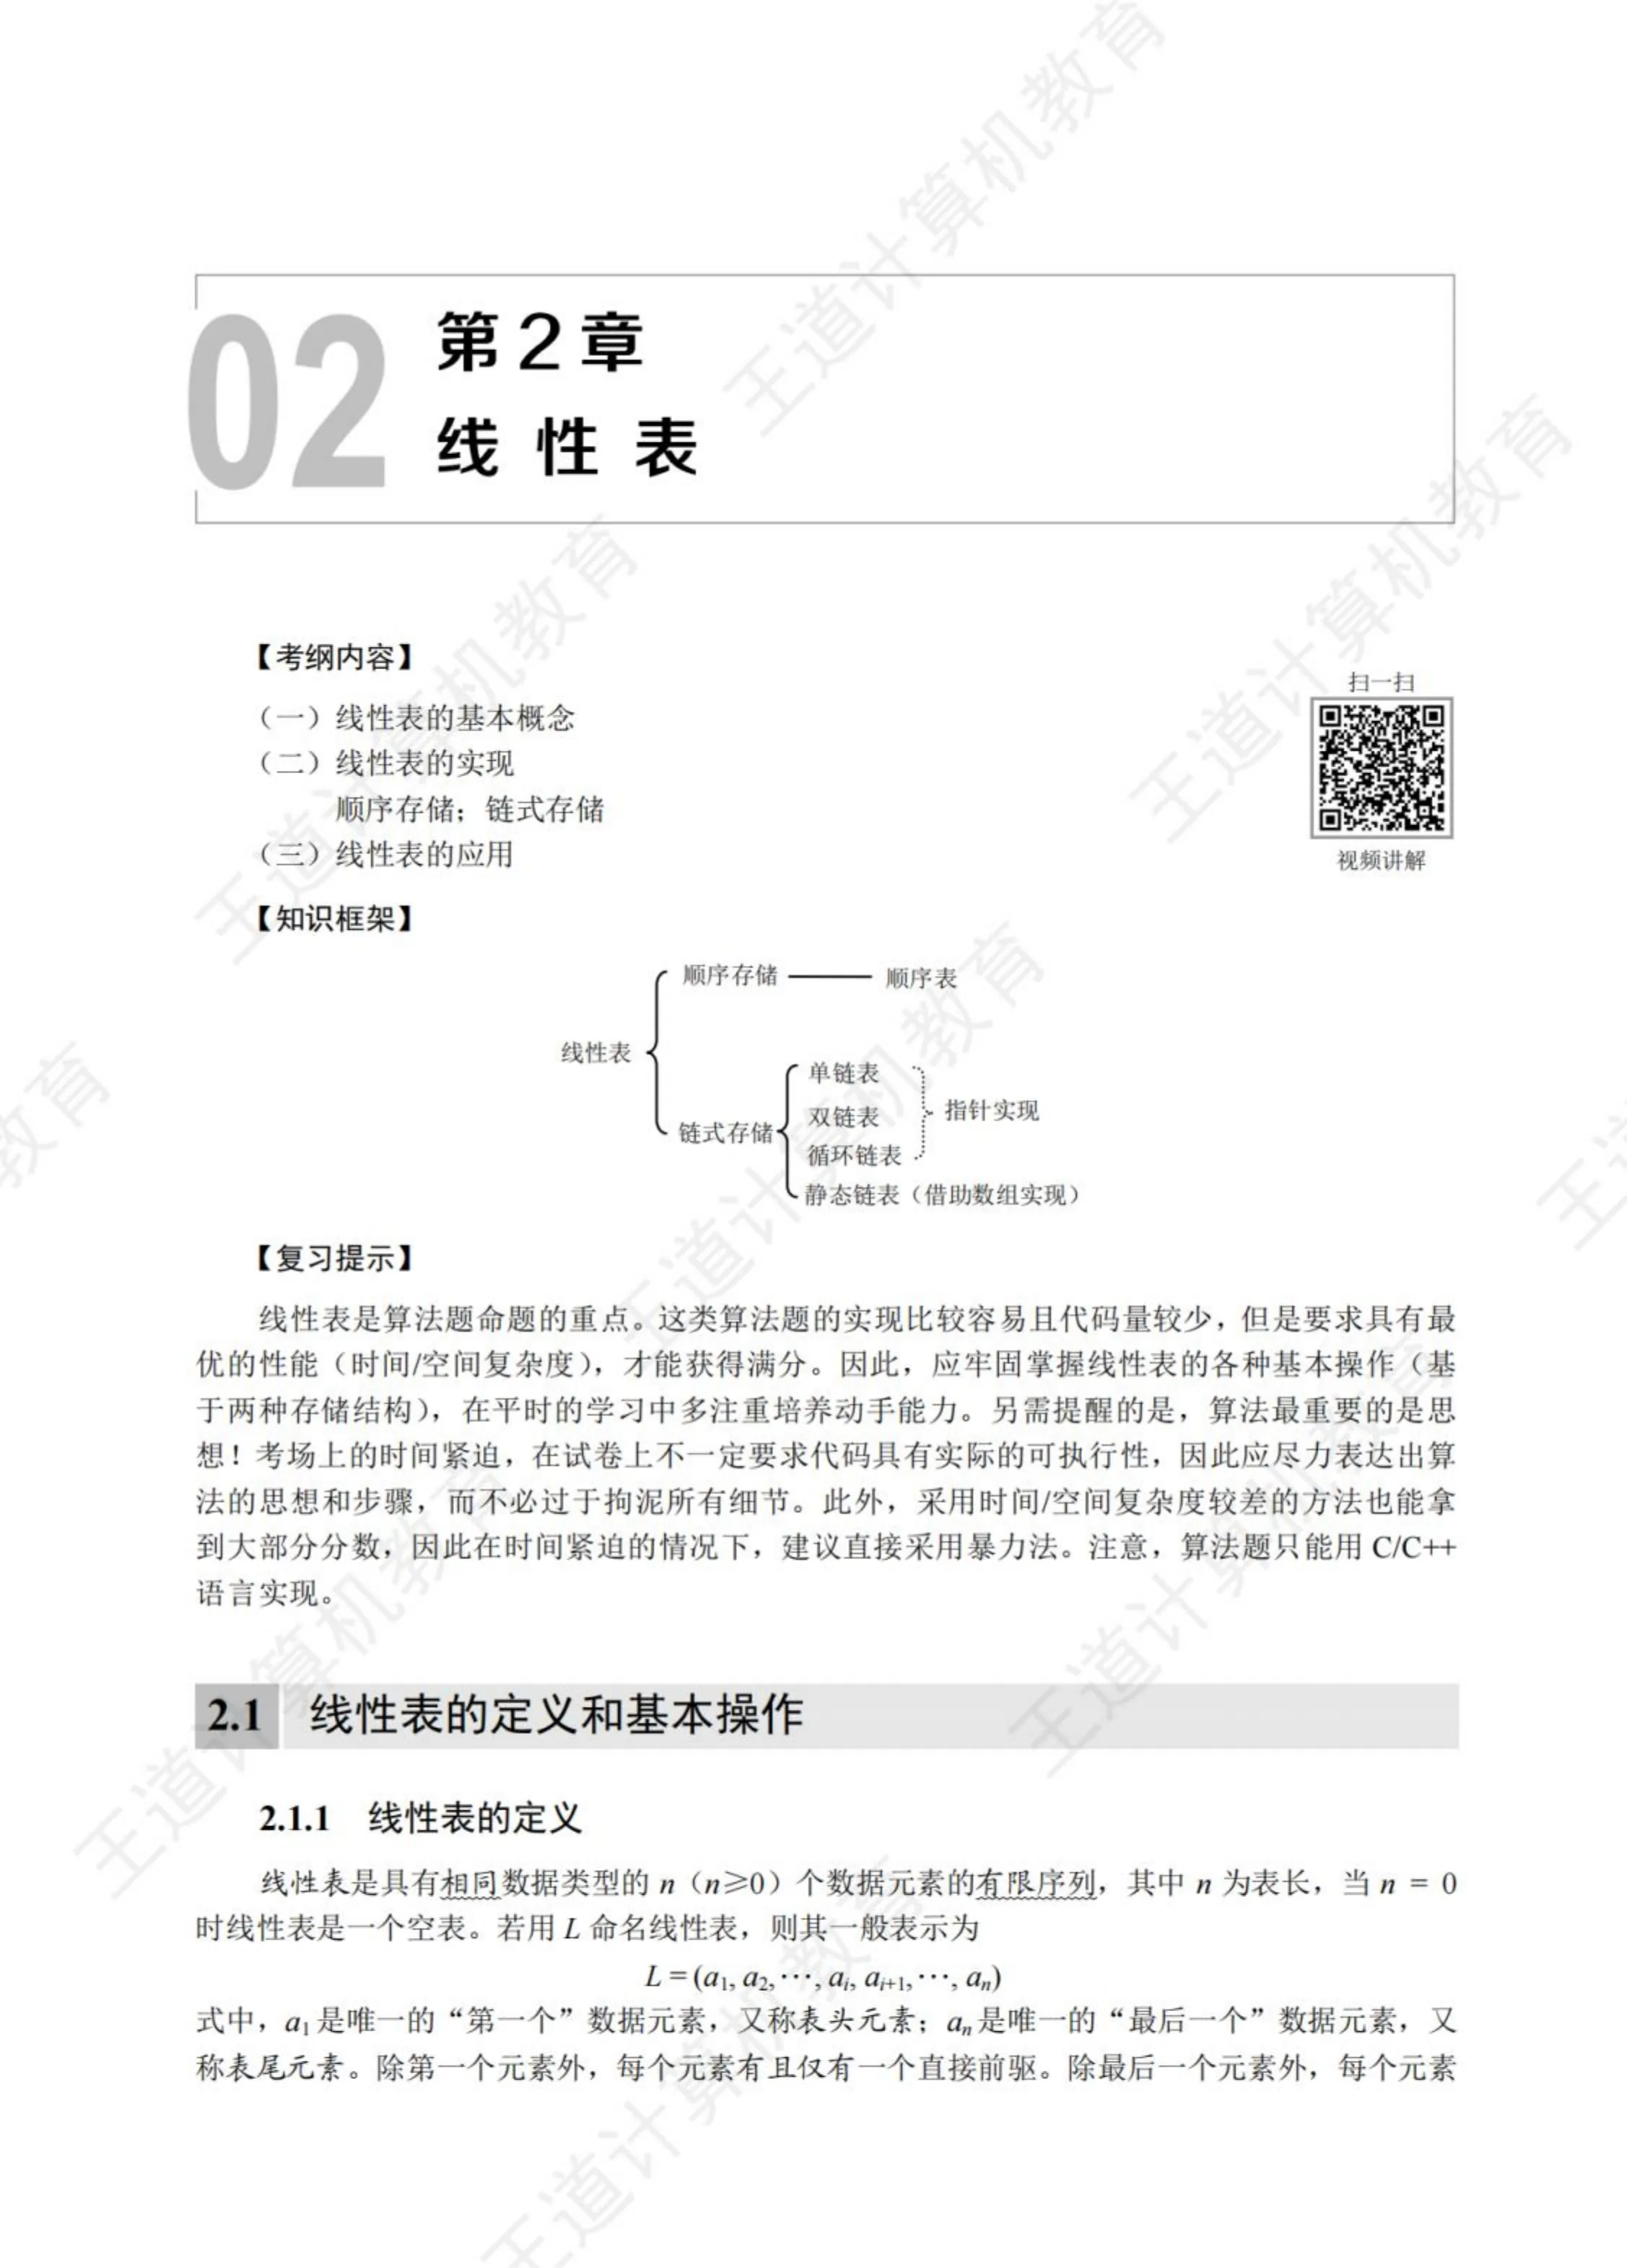 02
第2章
线性表
【考纲内容】
（一）线性表的基本概念
（二）线性表的实现
顺序存储；链式存储
（三）线性表的应用
扫一扫
视频讲解
【知识框架】
线性表
顺序存储 顺序表
链式存储
单链表
双链表
循环链表
指针实现
静态链表（借助数组实现）
【复习提示】
线性表是算法题命题的重点。这类算法题的实现比较容易且代码量较少，但是要求具有最
优的性能（时间/空间复杂度），才能获得满分。因此，应牢固掌握线性表的各种基本操作（基
于两种存储结构），在平时的学习中多注重培养动手能力。另需提醒的是，算法最重要的是思
想！考场上的时间紧迫，在试卷上不一定要求代码具有实际的可执行性，因此应尽力表达出算
法的思想和步骤，而不必过于拘泥所有细节。此外，采用时间/空间复杂度较差的方法也能拿
到大部分分数，因此在时间紧迫的情况下，建议直接采用暴力法。注意，算法题只能用 C/C++
语言实现。
2.1 线性表的定义和基本操作
2.1.1 线性表的定义
线性表是具有相同数据类型的 n（n≥0）个数据元素的有限序列，其中 n 为表长，当 n = 0
时线性表是一个空表。若用 L 命名线性表，则其一般表示为
L = (a₁, a₂, ⋯, aᵢ, aᵢ₊₁, ⋯, aₙ)
式中，a₁ 是唯一的“第一个”数据元素，又称表头元素；aₙ 是唯一的“最后一个”数据元素，又
称表尾元素。除第一个元素外，每个元素有且仅有一个直接前驱。除最后一个元素外，每个元素
王道计算机教育